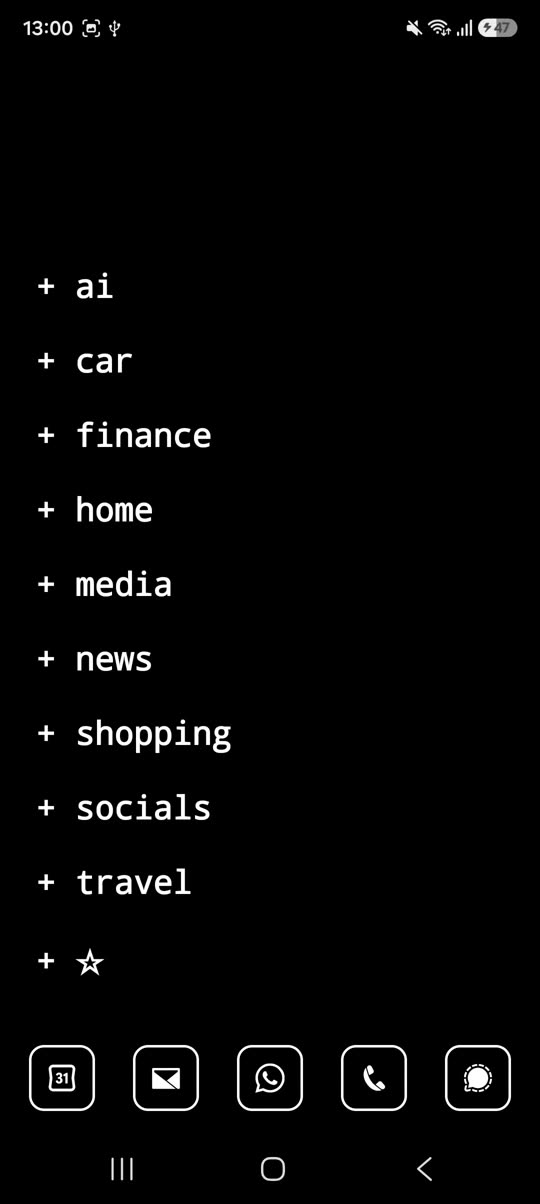 13:00
47
+ ai
+ car
+ finance
+ home
+ media
+ news
+ shopping
+ socials
+ travel
+ ☆
31